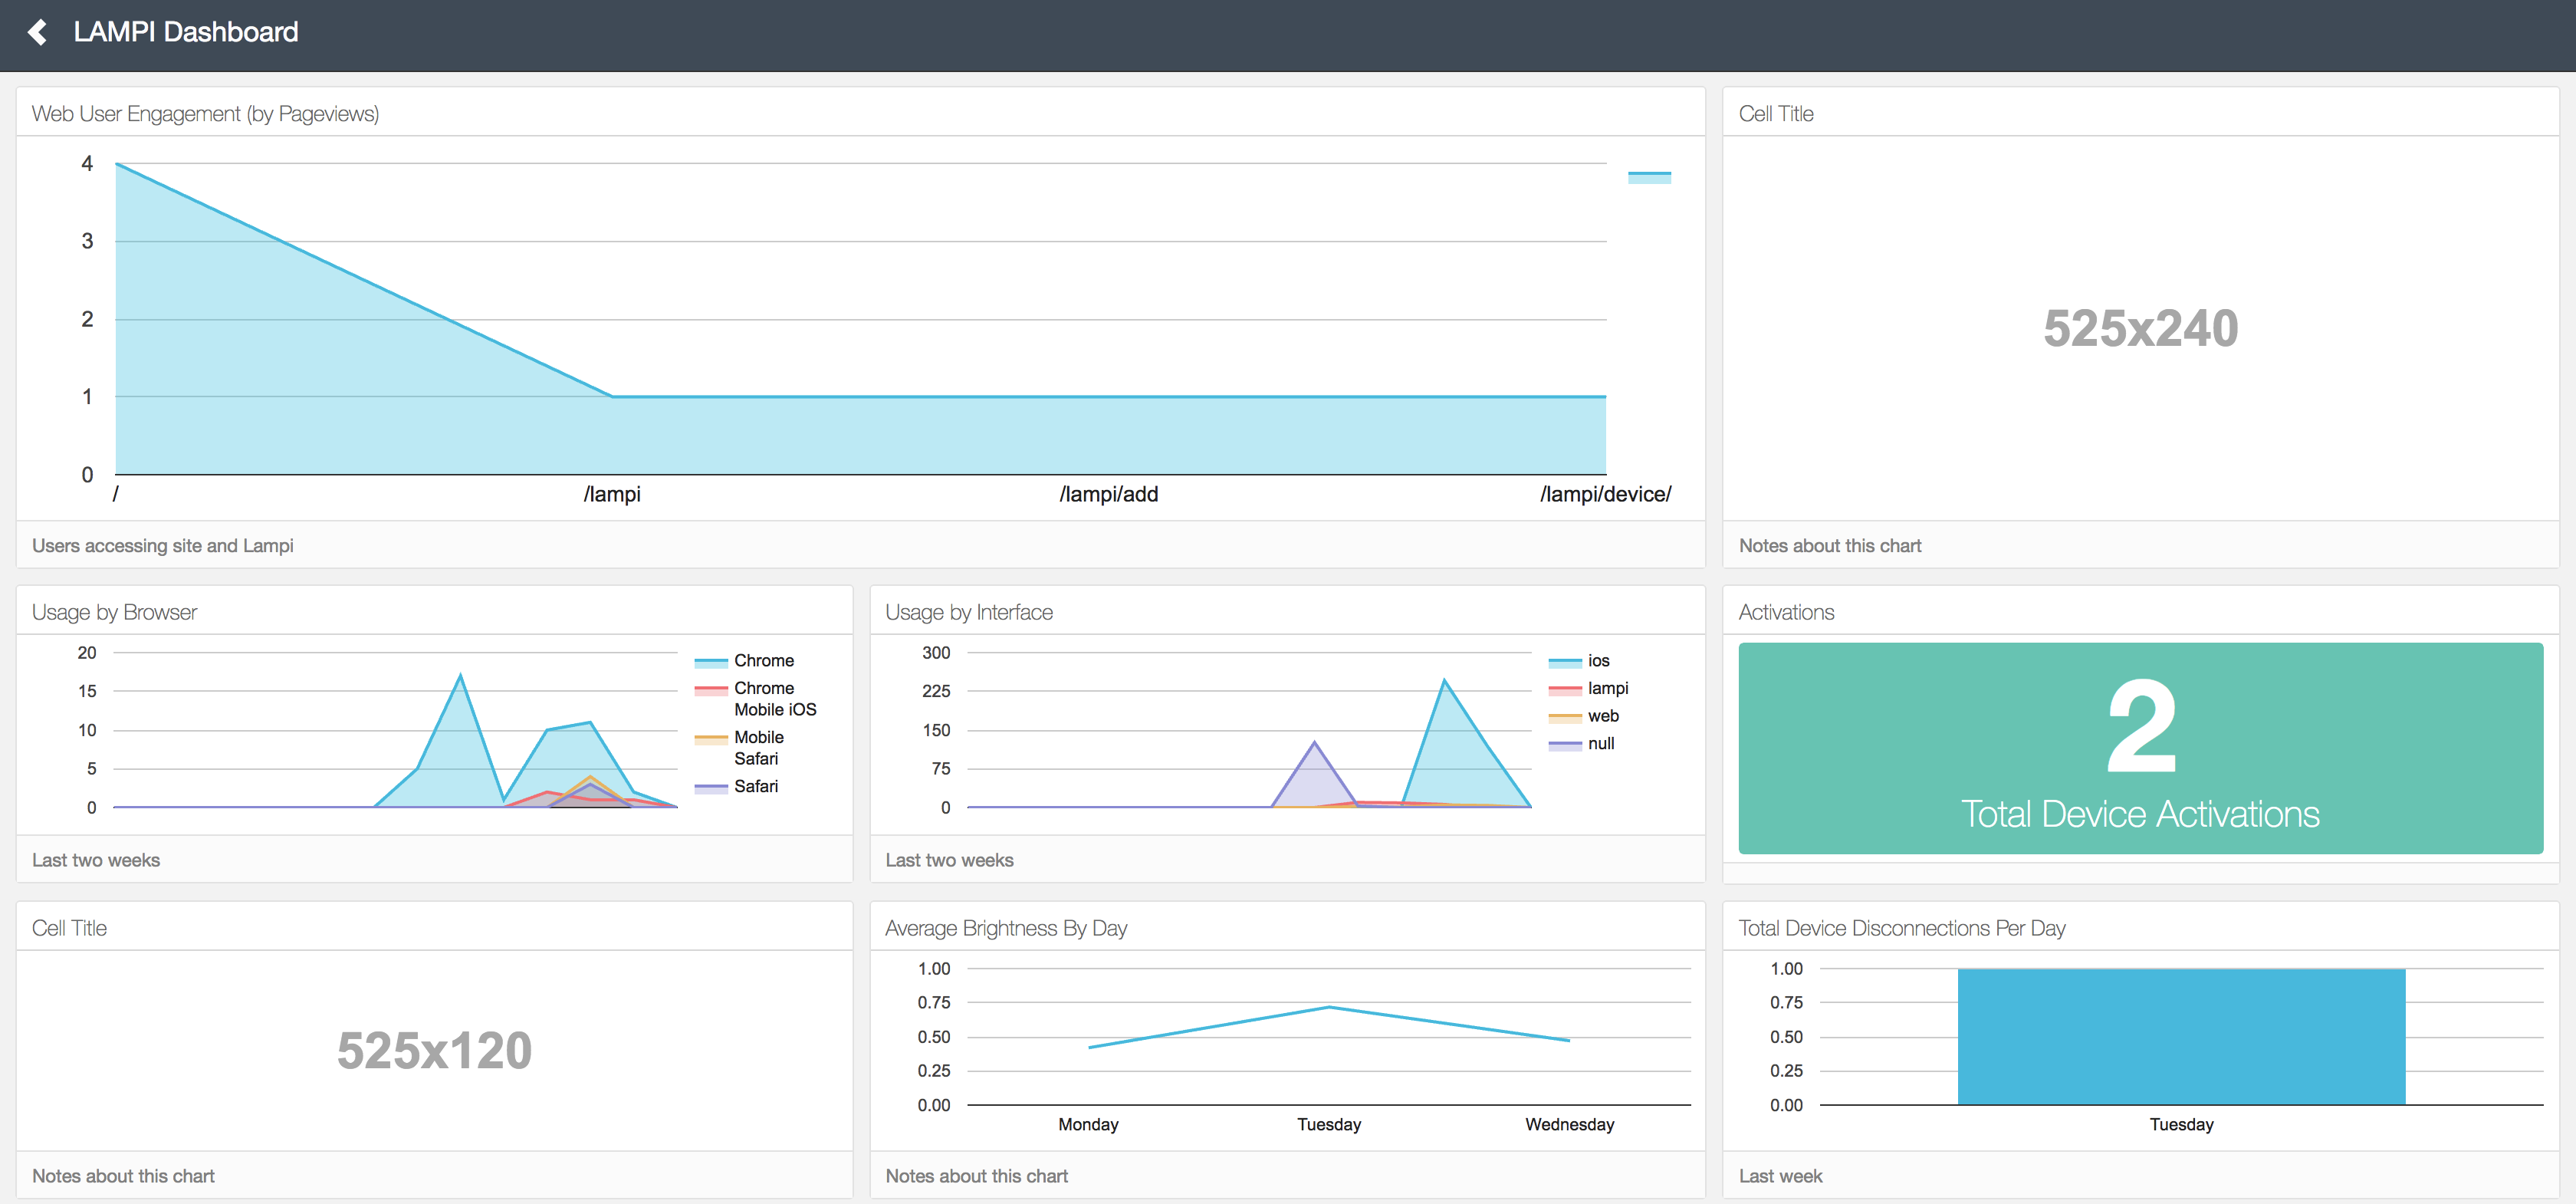 LAMPI Dashboard
Web User Engagement (by Pageviews)
4
3
2
1
0
/
/lampi
/lampi/add
/lampi/device/
Users accessing site and Lampi
Cell Title
525x240
Notes about this chart
Usage by Browser
20
15
10
5
0
Chrome
Chrome
Mobile iOS
Mobile
Safari
Safari
Last two weeks
Usage by Interface
300
225
150
75
0
ios
lampi
web
null
Last two weeks
Activations
2
Total Device Activations
Cell Title
525x120
Notes about this chart
Average Brightness By Day
1.00
0.75
0.50
0.25
0.00
Monday
Tuesday
Wednesday
Notes about this chart
Total Device Disconnections Per Day
1.00
0.75
0.50
0.25
0.00
Tuesday
Last week